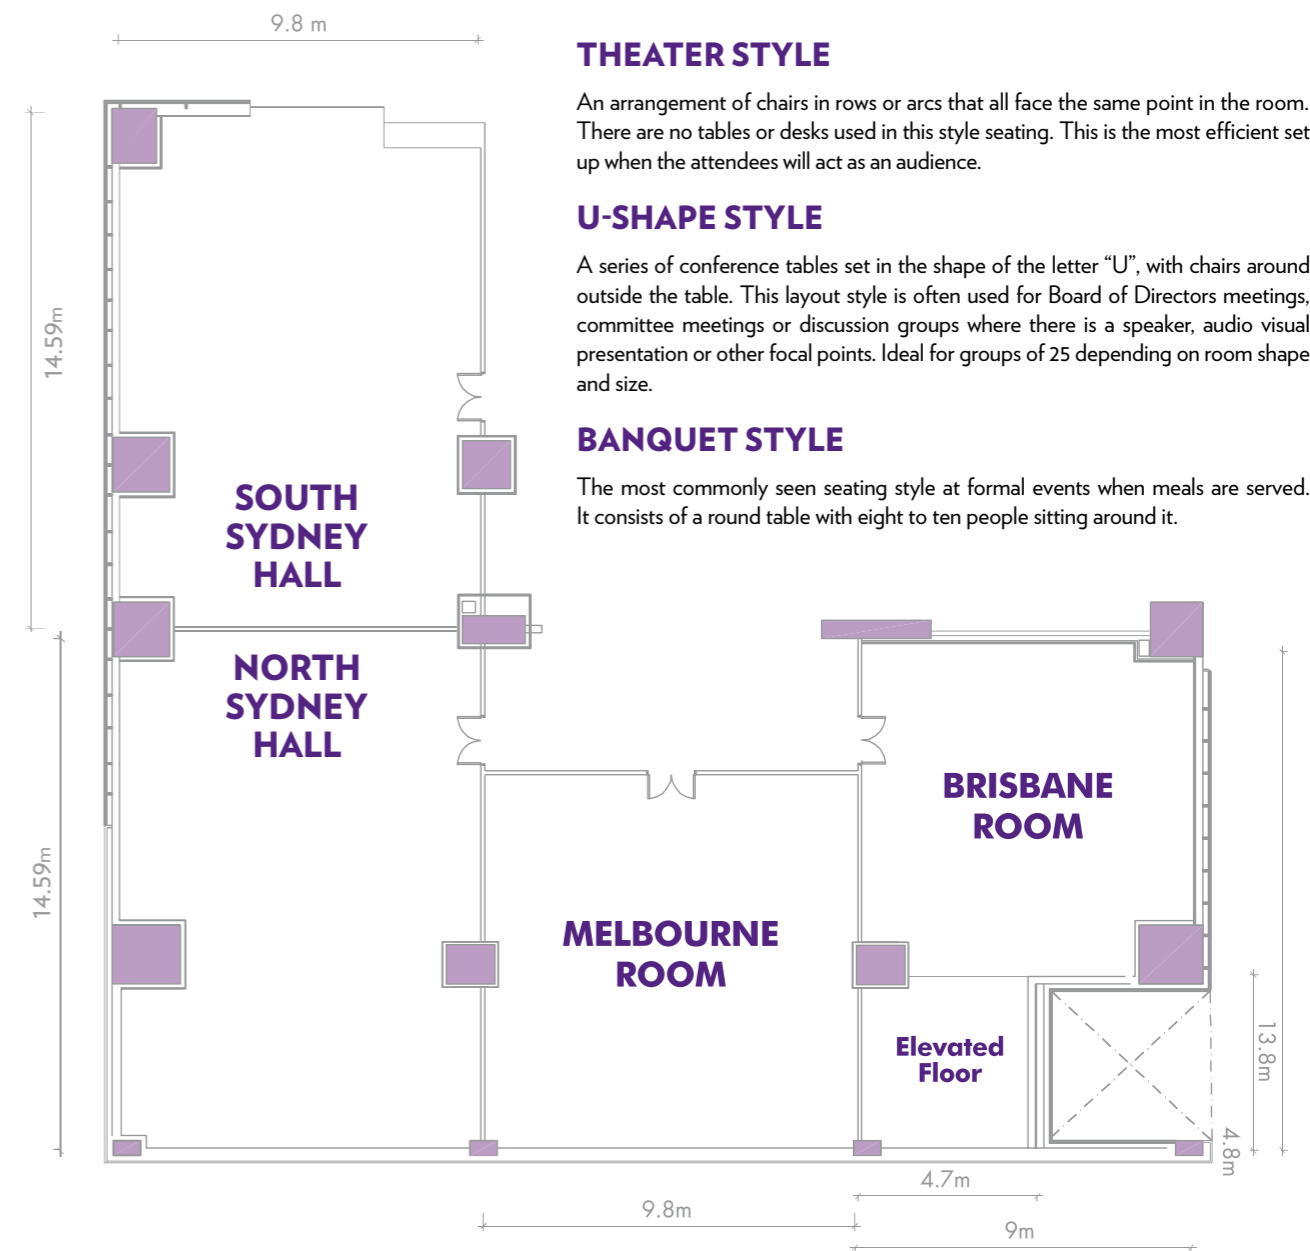 9.8 m
THEATER STYLE
An arrangement of chairs in rows or arcs that all face the same point in the room.
There are no tables or desks used in this style seating. This is the most efficient set
up when the attendees will act as an audience.
U-SHAPE STYLE
A series of conference tables set in the shape of the letter “U”, with chairs around
outside the table. This layout style is often used for Board of Directors meetings,
committee meetings or discussion groups where there is a speaker, audio visual
presentation or other focal points. Ideal for groups of 25 depending on room shape
and size.
BANQUET STYLE
The most commonly seen seating style at formal events when meals are served.
It consists of a round table with eight to ten people sitting around it.
14.59m
SOUTH
SYDNEY
HALL
NORTH
SYDNEY
HALL
14.59m
BRISBANE
ROOM
MELBOURNE
ROOM
Elevated
Floor
13.8m
4.8m
4.7m
9.8m
9m